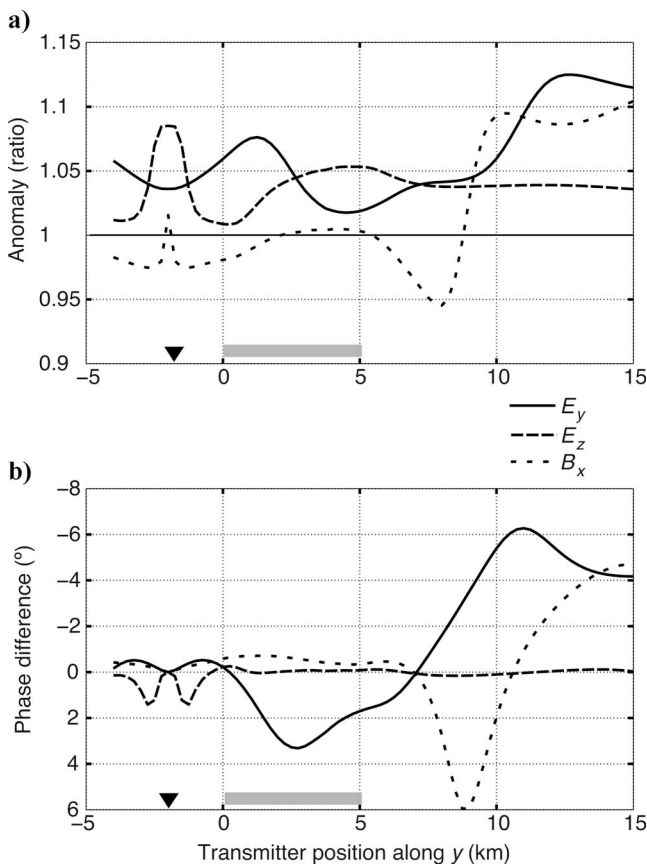 a)
1.15
1.10
1.05
1
0.95
0.9
Anomaly (ratio)
−5 0 5 10 15
E_y
E_z
B_x
b)
−8
−6
−4
−2
0
2
4
6
Phase difference (°)
−5 0 5 10 15
Transmitter position along y (km)